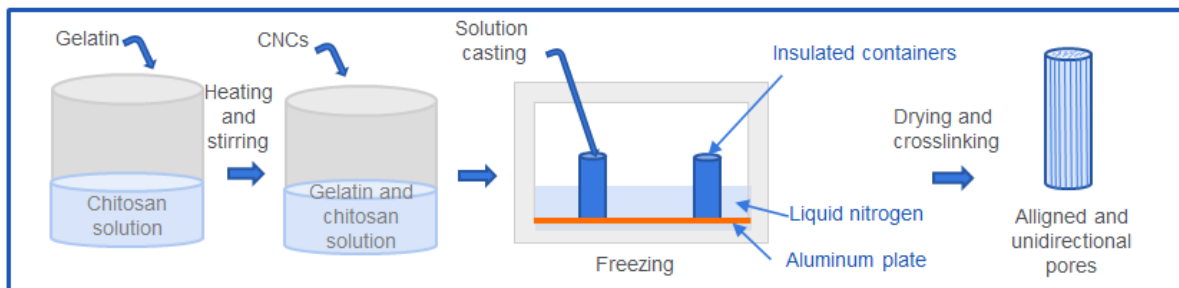 Gelatin
Chitosan
solution
Heating
and
stirring
CNCs
Gelatin and
chitosan
solution
Solution
casting
Insulated containers
Liquid nitrogen
Aluminum plate
Freezing
Drying and
crosslinking
Alligned and
unidirectional
pores